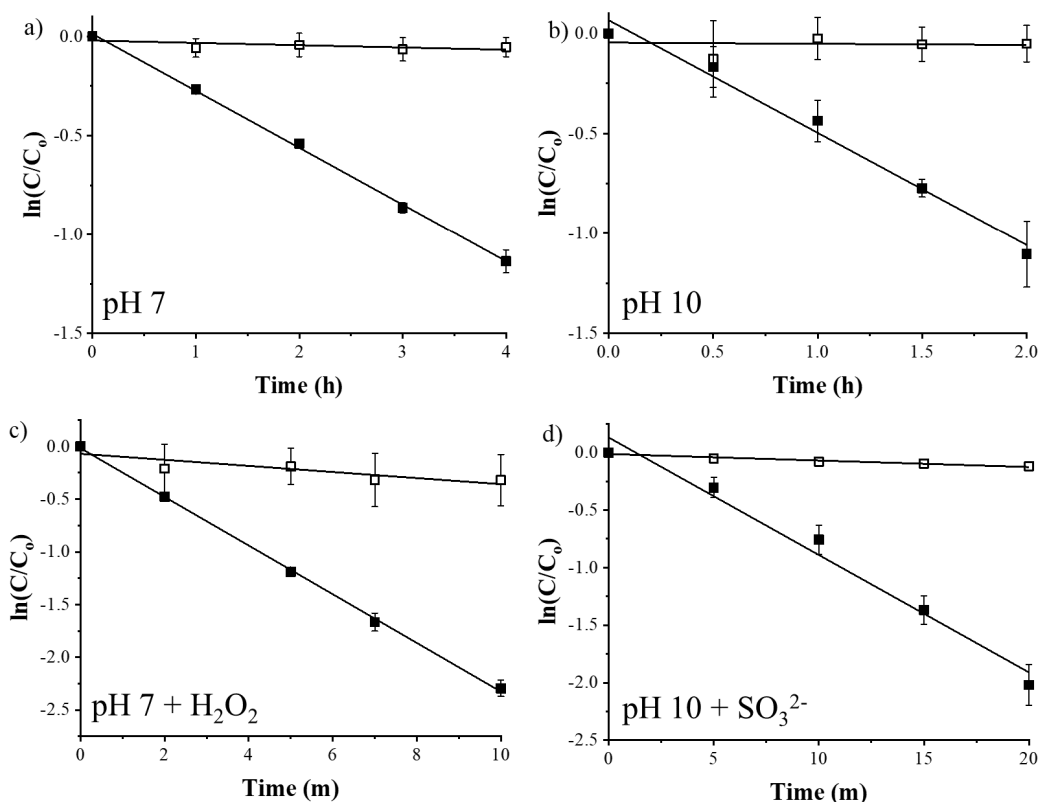 a)
ln(C/Cₒ)
0.0
-0.5
-1.0
-1.5
pH 7
0 1 2 3 4
Time (h)
b)
ln(C/Cₒ)
0.0
-0.5
-1.0
-1.5
pH 10
0.0 0.5 1.0 1.5 2.0
Time (h)
c)
ln(C/Cₒ)
0.0
-0.5
-1.0
-1.5
-2.0
-2.5
pH 7 + H₂O₂
0 2 4 6 8 10
Time (m)
d)
ln(C/Cₒ)
0.0
-0.5
-1.0
-1.5
-2.0
-2.5
pH 10 + SO₃²⁻
0 5 10 15 20
Time (m)